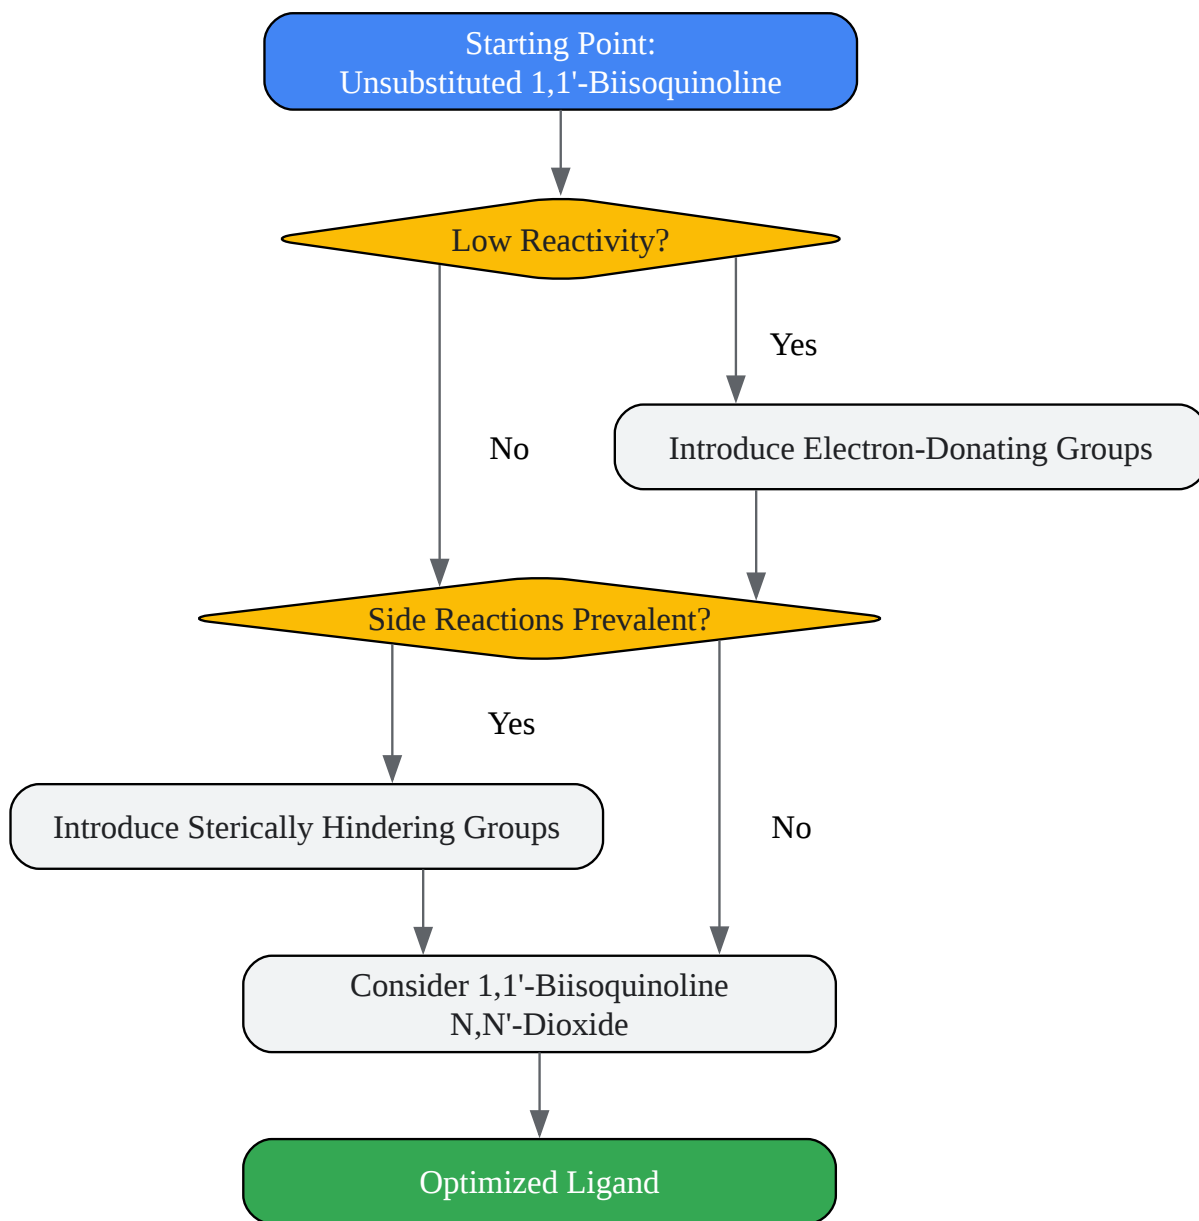 Starting Point:
Unsubstituted 1,1'-Biisoquinoline
Low Reactivity?
Yes
No
Introduce Electron-Donating Groups
Side Reactions Prevalent?
Yes
Introduce Sterically Hindering Groups
No
Consider 1,1'-Biisoquinoline
N,N'-Dioxide
Optimized Ligand